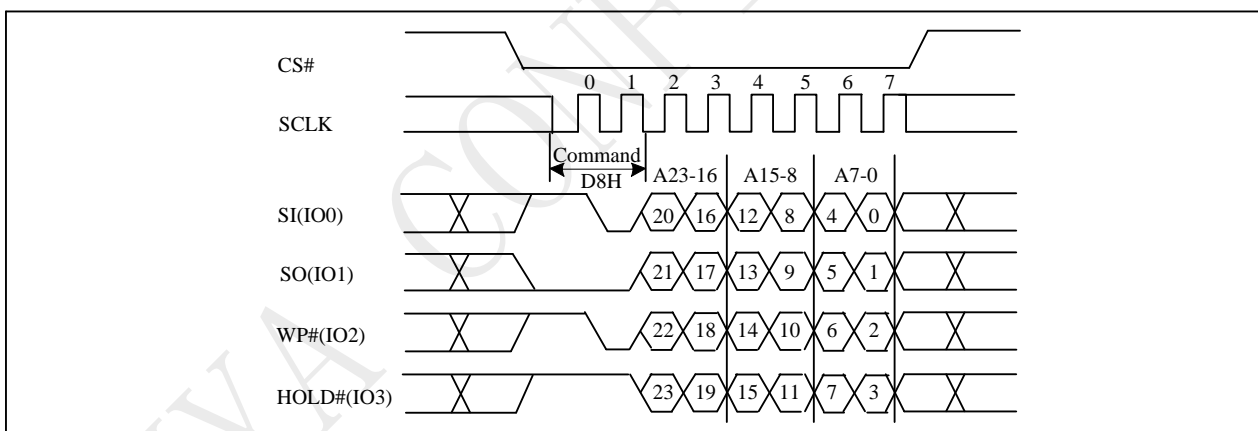 CS#
0 1 2 3 4 5 6 7
SCLK
Command
D8H
A23-16 A15-8 A7-0
SI(IO0) 20 16 12 8 4 0
SO(IO1) 21 17 13 9 5 1
WP#(IO2) 22 18 14 10 6 2
HOLD#(IO3) 23 19 15 11 7 3